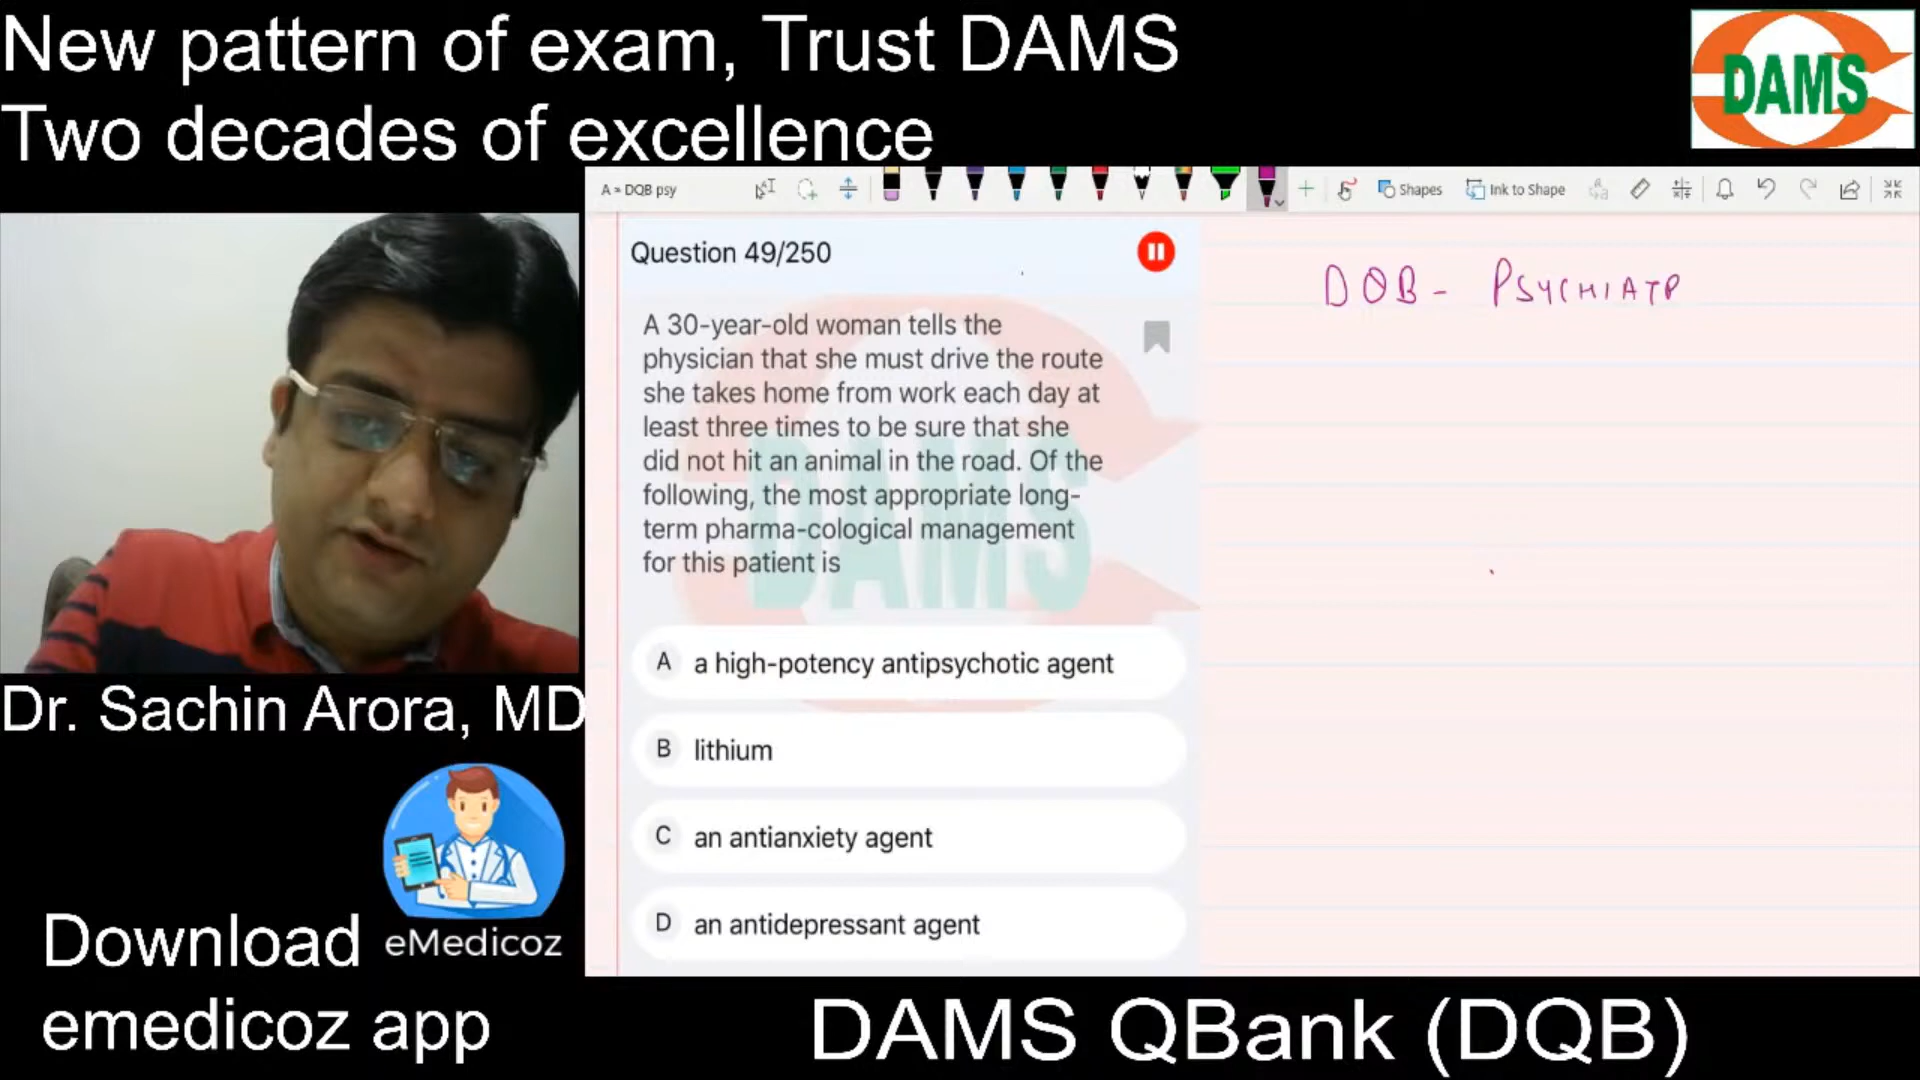 New pattern of exam, Trust DAMS
Two decades of excellence
DAMS
A = DQB psy
Shapes
Ink to Shape
Question 49/250
DQB - PSYCHIATR
A 30-year-old woman tells the
physician that she must drive the route
she takes home from work each day at
least three times to be sure that she
did not hit an animal in the road. Of the
following, the most appropriate long-
term pharma-cological management
for this patient is
DAMS
A a high-potency antipsychotic agent
B lithium
C an antianxiety agent
D an antidepressant agent
Dr. Sachin Arora, MD
eMedicoz
Download
emedicoz app
DAMS QBank (DQB)